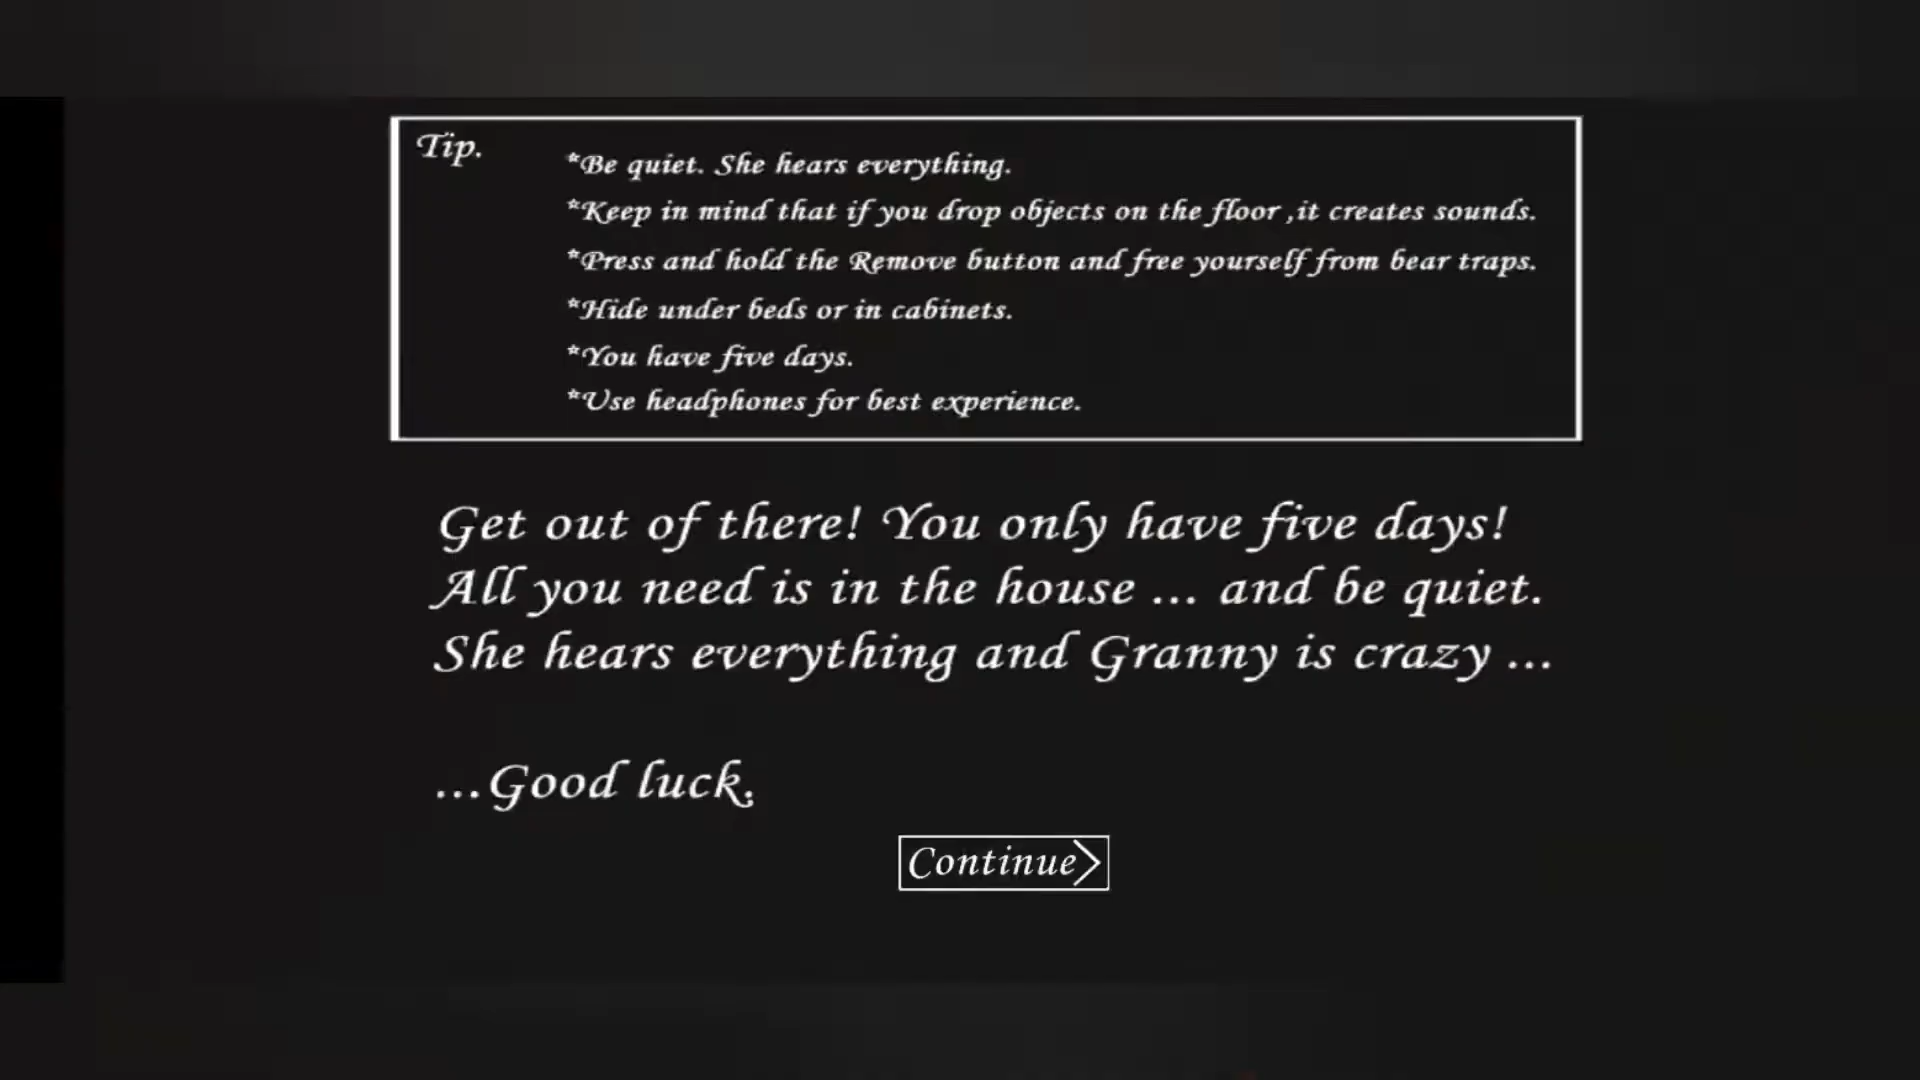 Tip.
*Be quiet. She hears everything.
*Keep in mind that if you drop objects on the floor ,it creates sounds.
*Press and hold the Remove button and free yourself from bear traps.
*Hide under beds or in cabinets.
*You have five days.
*Use headphones for best experience.
Get out of there! You only have five days!
All you need is in the house ... and be quiet.
She hears everything and Granny is crazy ...
...Good luck.
Continue>